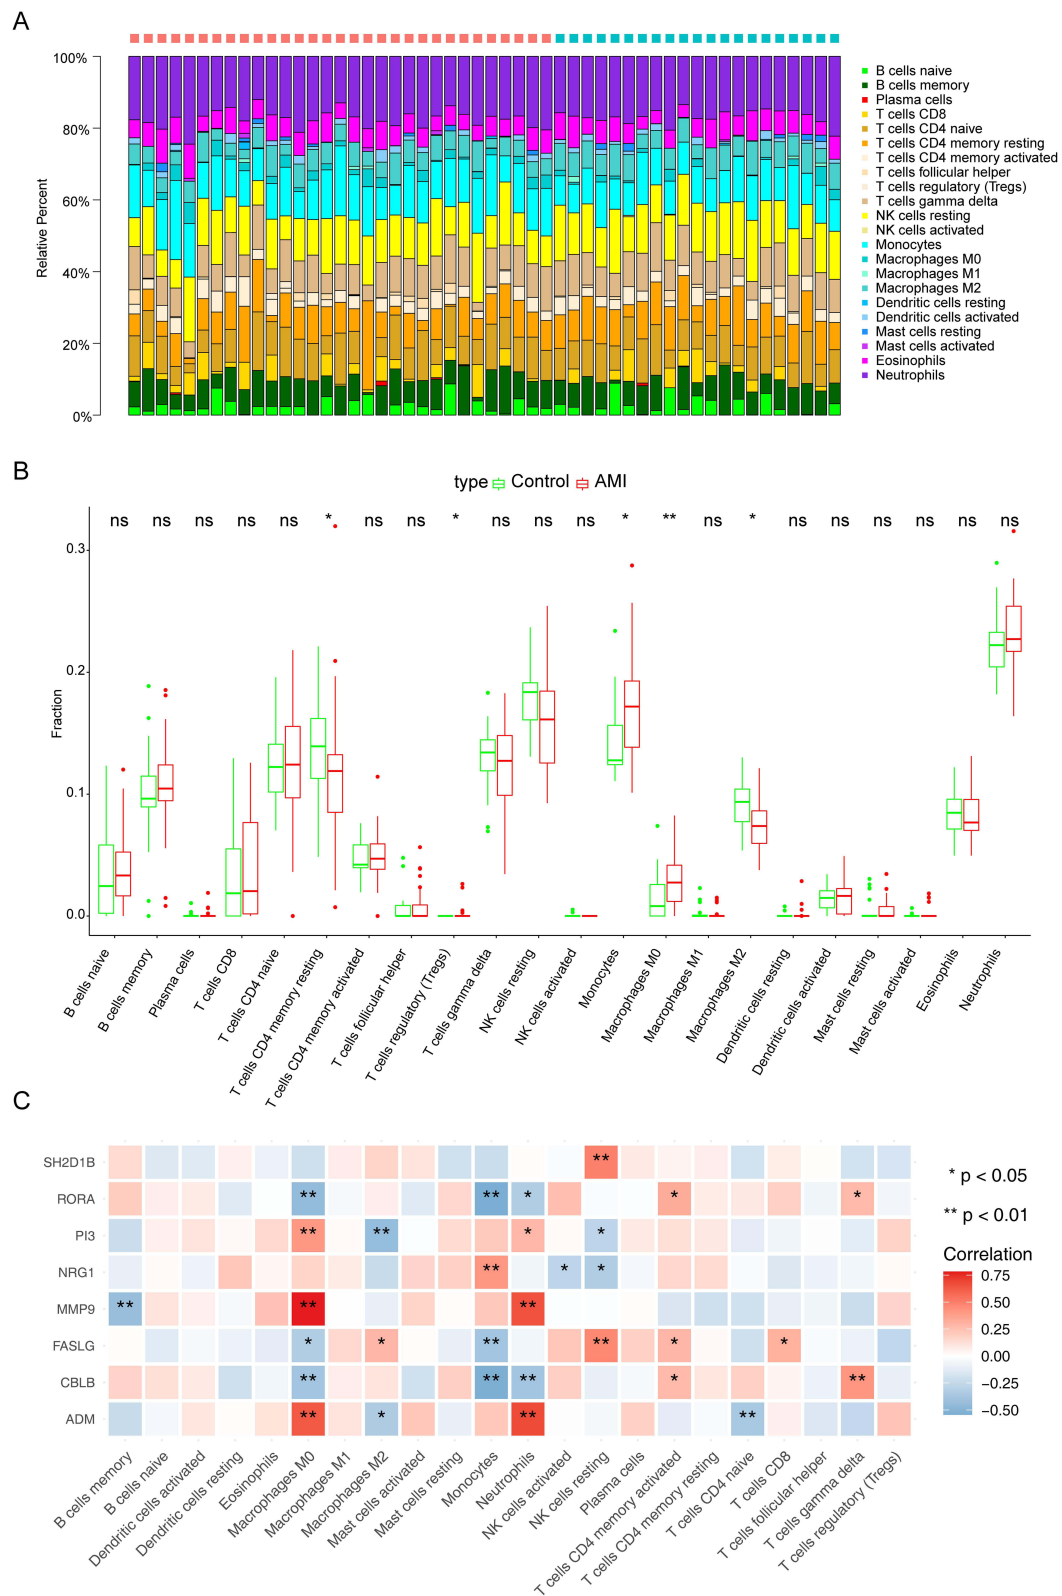 A
100%
80%
60%
40%
20%
0%
Relative Percent
B cells naive
B cells memory
Plasma cells
T cells CD8
T cells CD4 naive
T cells CD4 memory resting
T cells CD4 memory activated
T cells follicular helper
T cells regulatory (Tregs)
T cells gamma delta
NK cells resting
NK cells activated
Monocytes
Macrophages M0
Macrophages M1
Macrophages M2
Dendritic cells resting
Dendritic cells activated
Mast cells resting
Mast cells activated
Eosinophils
Neutrophils
B
type Control AMI
ns ns ns ns ns * ns ns * ns ns ns * ** ns * ns ns ns ns ns ns
0.3
0.2
0.1
0.0
Fraction
B cells naive
B cells memory
Plasma cells
T cells CD8
T cells CD4 naive
T cells CD4 memory resting
T cells CD4 memory activated
T cells follicular helper
T cells regulatory (Tregs)
T cells gamma delta
NK cells resting
NK cells activated
Monocytes
Macrophages M0
Macrophages M1
Macrophages M2
Dendritic cells resting
Dendritic cells activated
Mast cells resting
Mast cells activated
Eosinophils
Neutrophils
C
SH2D1B **
RORA ** ** * * *
PI3 ** ** * *
NRG1 ** * *
MMP9 ** ** **
FASLG * * ** ** * *
CBLB ** ** ** * **
ADM ** * ** **
* p < 0.05
** p < 0.01
Correlation
0.75
0.50
0.25
0.00
−0.25
−0.50
B cells memory
B cells naive
Dendritic cells activated
Dendritic cells resting
Eosinophils
Macrophages M0
Macrophages M1
Macrophages M2
Mast cells activated
Mast cells resting
Monocytes
Neutrophils
NK cells activated
NK cells resting
Plasma cells
T cells CD4 memory activated
T cells CD4 memory resting
T cells CD4 naive
T cells CD8
T cells follicular helper
T cells gamma delta
T cells regulatory (Tregs)